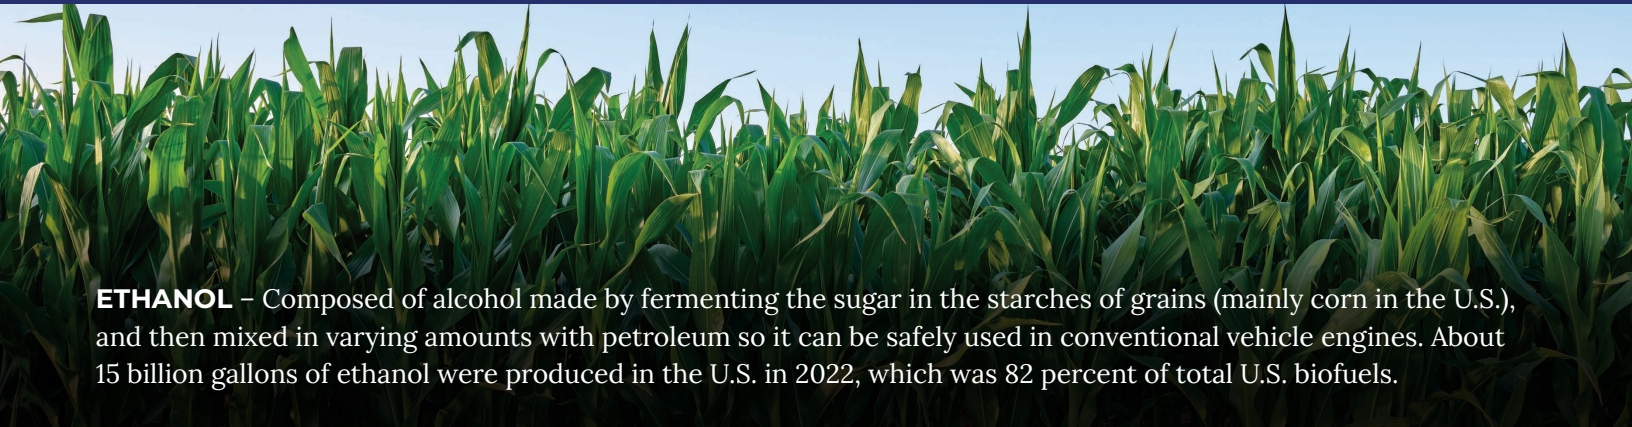 ETHANOL – Composed of alcohol made by fermenting the sugar in the starches of grains (mainly corn in the U.S.),
and then mixed in varying amounts with petroleum so it can be safely used in conventional vehicle engines. About
15 billion gallons of ethanol were produced in the U.S. in 2022, which was 82 percent of total U.S. biofuels.